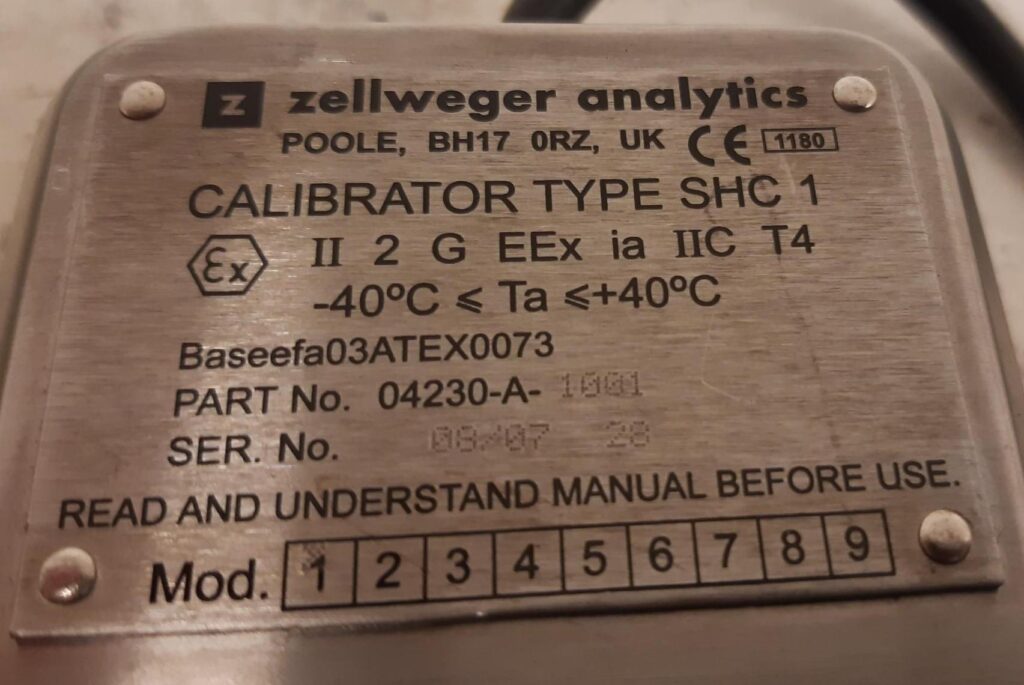 Z zellweger analytics
POOLE, BH17 0RZ, UK CE 1180
CALIBRATOR TYPE SHC 1
Ex II 2 G EEx ia IIC T4
-40ºC ⩽ Ta ⩽+40ºC
Baseefa03ATEX0073
PART No. 04230-A- 1001
SER. No. 08/07 28
READ AND UNDERSTAND MANUAL BEFORE USE.
Mod. 1 2 3 4 5 6 7 8 9